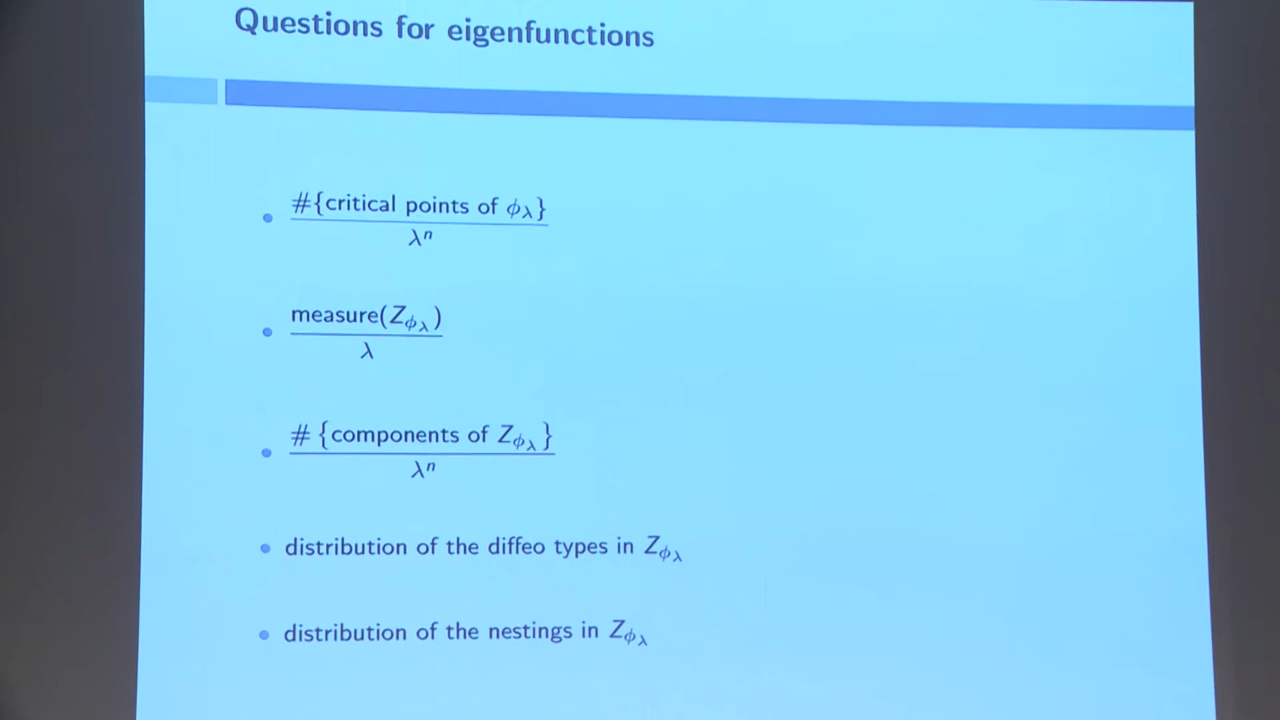 Questions for eigenfunctions
#{critical points of ϕ_λ}
λ^n
measure(Z_{ϕ_λ})
λ
# {components of Z_{ϕ_λ}}
λ^n
distribution of the diffeo types in Z_{ϕ_λ}
distribution of the nestings in Z_{ϕ_λ}